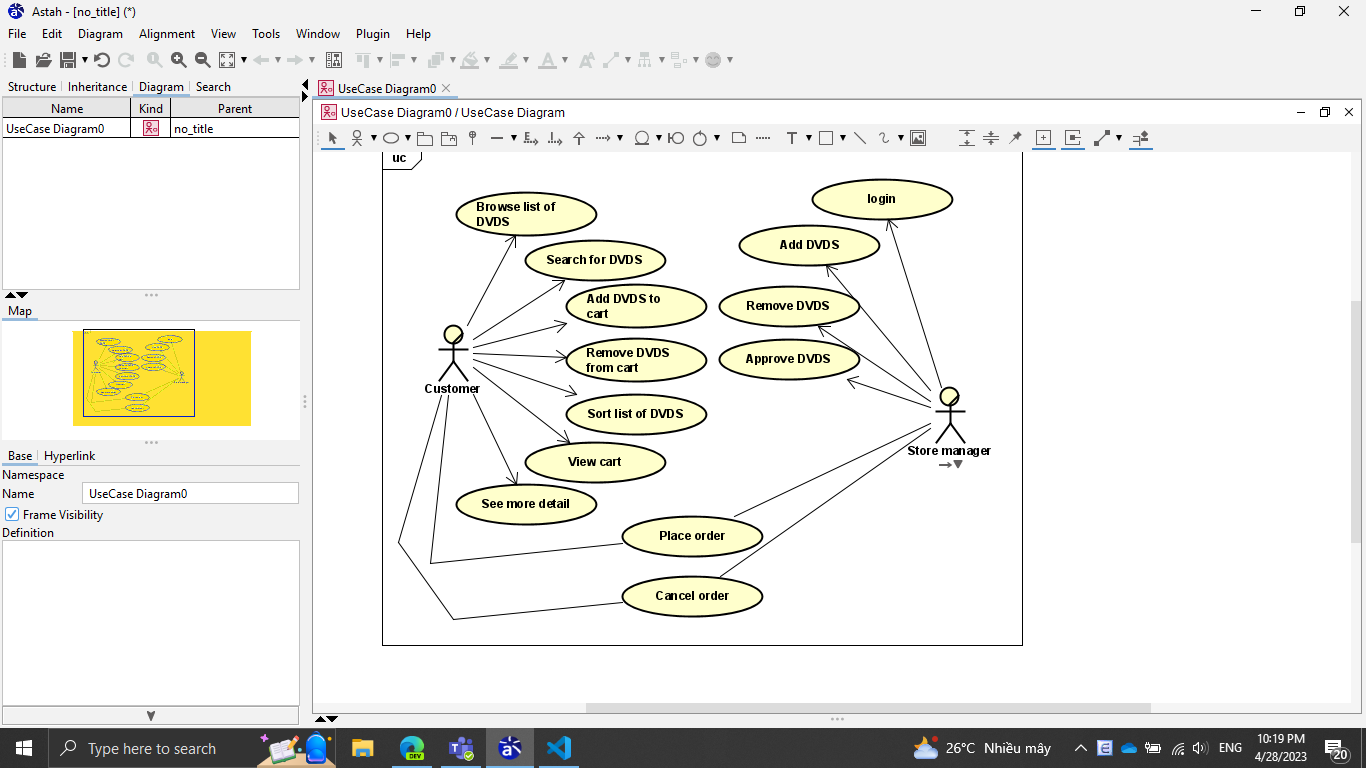 Astah - [no_title] (*)
File Edit Diagram Alignment View Tools Window Plugin Help
Structure Inheritance Diagram Search
Name Kind Parent
UseCase Diagram0 no_title
Map
Base Hyperlink
Namespace
Name UseCase Diagram0
Frame Visibility
Definition
UseCase Diagram0
UseCase Diagram0 / UseCase Diagram
T
uc
Browse list of
DVDS
login
Add DVDS
Search for DVDS
Add DVDS to
cart
Remove DVDS
Remove DVDS
from cart
Approve DVDS
Customer
Sort list of DVDS
Store manager
View cart
See more detail
Place order
Cancel order
Type here to search
DEV
26°C Nhiều mây
ENG
10:19 PM
4/28/2023
20